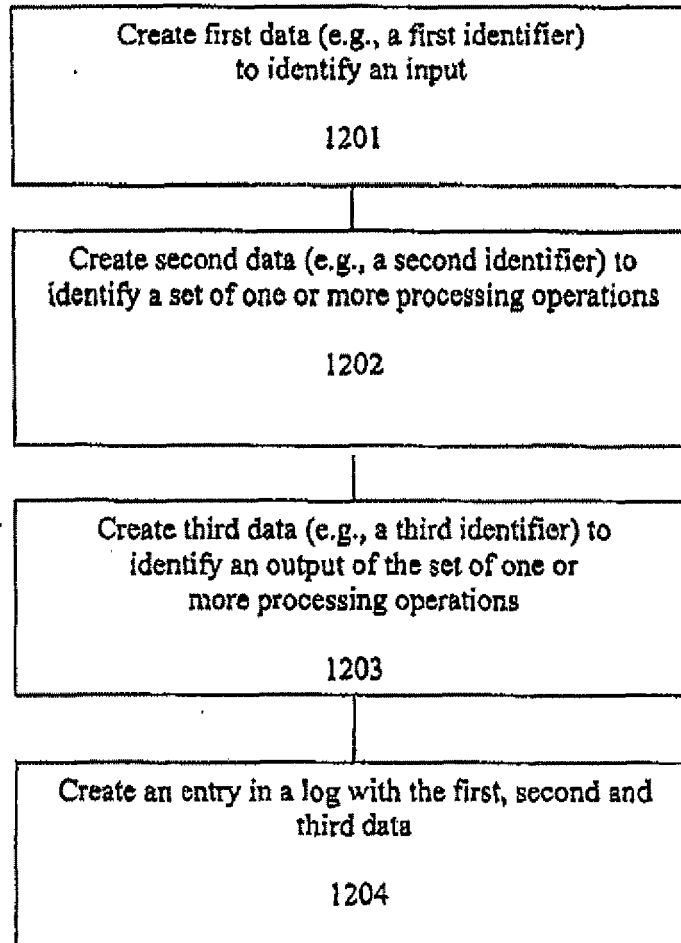 Create first data (e.g., a first identifier)
to identify an input
1201
Create second data (e.g., a second identifier) to
identify a set of one or more processing operations
1202
Create third data (e.g., a third identifier) to
identify an output of the set of one or
more processing operations
1203
Create an entry in a log with the first, second and
third data
1204